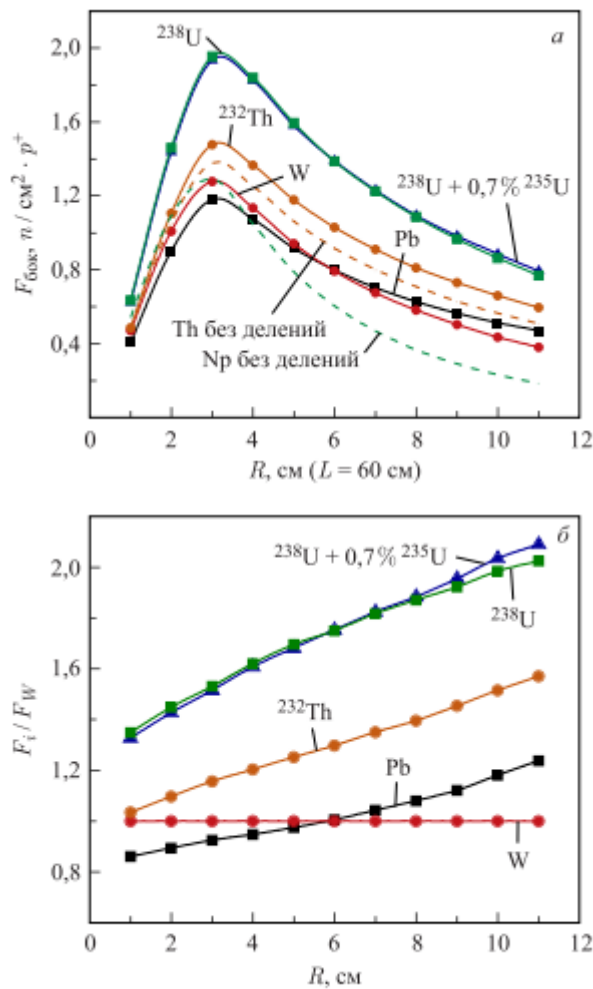 а
2,0
1,6
1,2
0,8
0,4
F бок, n / см² · p⁺
²³⁸U
²³²Th
W
²³⁸U + 0,7% ²³⁵U
Pb
Th без делений
Np без делений
0 2 4 6 8 10 12
R, см (L = 60 см)
б
2,0
1,6
1,2
0,8
F i / F W
²³⁸U + 0,7% ²³⁵U
²³⁸U
²³²Th
Pb
W
0 2 4 6 8 10 12
R, см